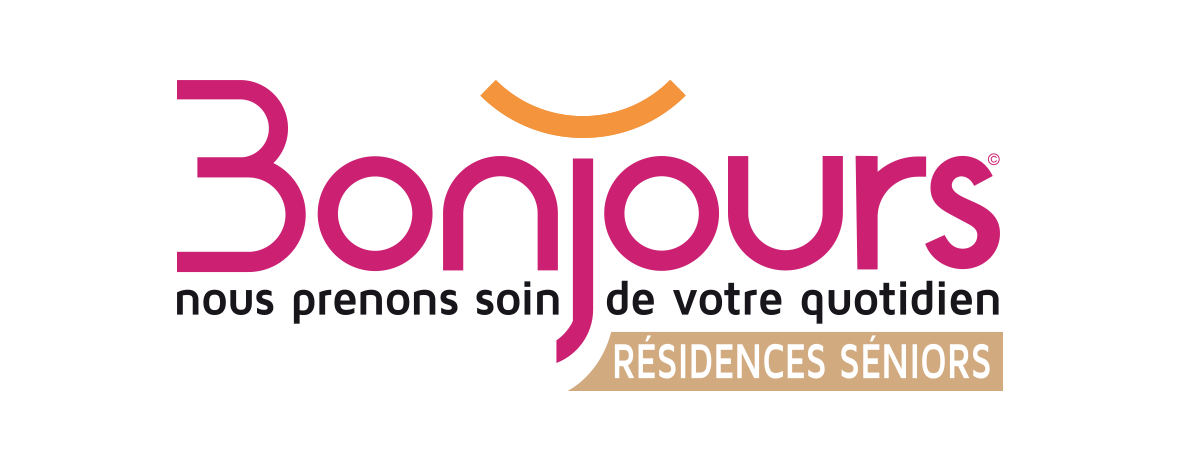 Bonjours©
nous prenons soin de votre quotidien
RÉSIDENCES SÉNIORS